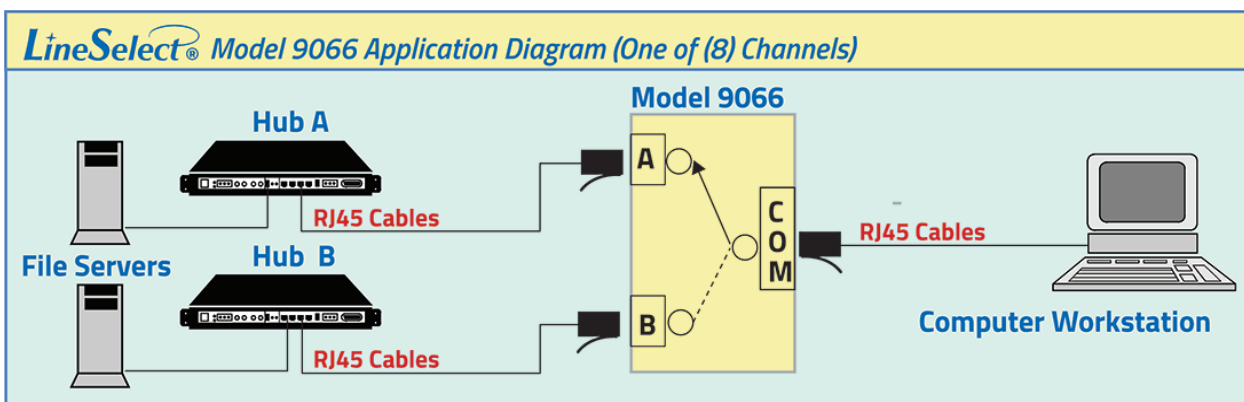 LineSelect® Model 9066 Application Diagram (One of (8) Channels)
Model 9066
Hub A
A
RJ45 Cables
C
O
M
RJ45 Cables
File Servers
Hub B
B
RJ45 Cables
Computer Workstation